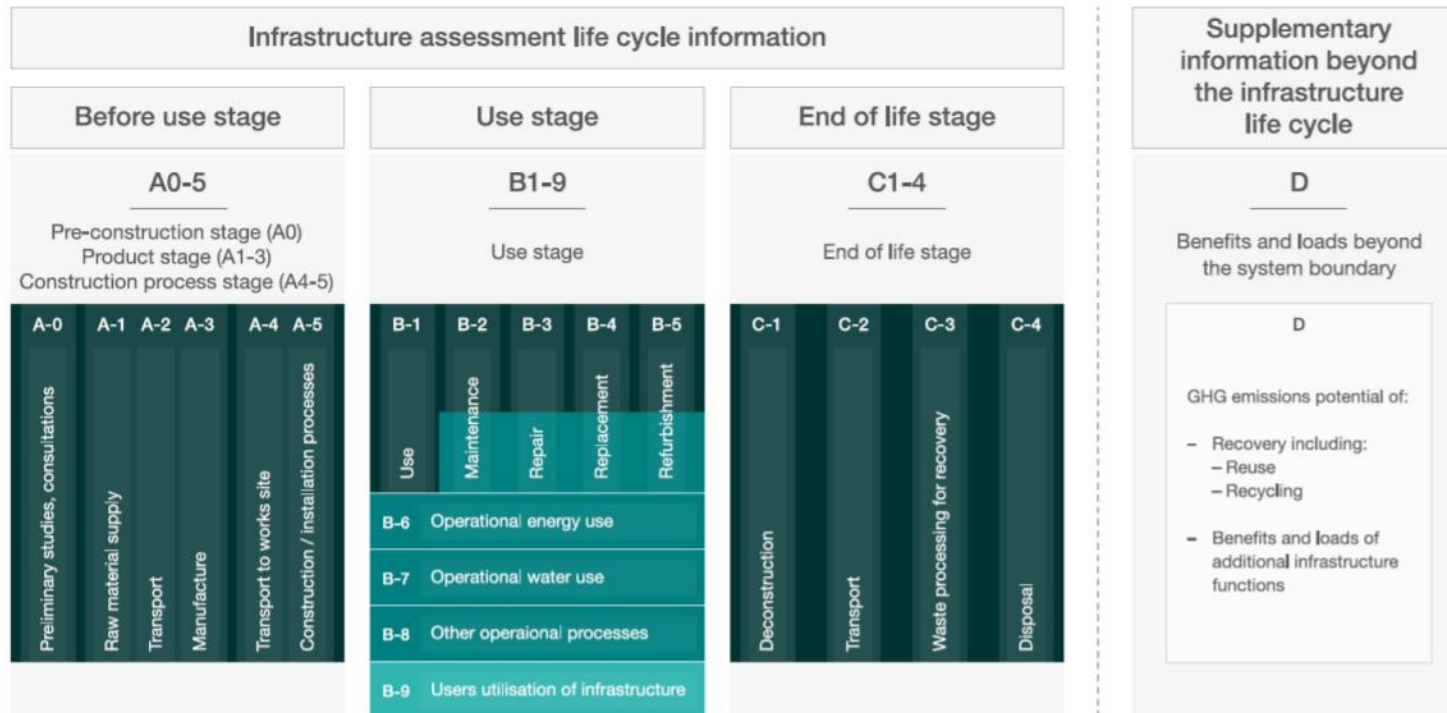 Infrastructure assessment life cycle information
Supplementary
information beyond
the infrastructure
life cycle
Before use stage
Use stage
End of life stage
A0-5
Pre-construction stage (A0)
Product stage (A1-3)
Construction process stage (A4-5)
B1-9
Use stage
C1-4
End of life stage
D
Benefits and loads beyond
the system boundary
A-0
Preliminary studies, consultations
A-1
Raw material supply
A-2
Transport
A-3
Manufacture
A-4
Transport to works site
A-5
Construction / installation processes
B-1
Use
B-2
Maintenance
B-3
Repair
B-4
Replacement
B-5
Refurbishment
B-6 Operational energy use
B-7 Operational water use
B-8 Other operaional processes
B-9 Users utilisation of infrastructure
C-1
Deconstruction
C-2
Transport
C-3
Waste processing for recovery
C-4
Disposal
D
GHG emissions potential of:
– Recovery including:
– Reuse
– Recycling
– Benefits and loads of
additional infrastructure
functions